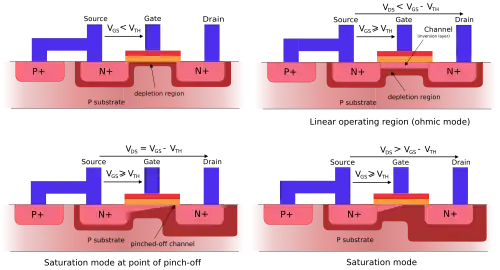 Source Gate Drain
V_GS < V_TH
P+ N+ N+
depletion region
P substrate
V_DS < V_GS - V_TH
Source Gate Drain
V_GS ⩾ V_TH
Channel
(inversion layer)
P+ N+ N+
depletion region
P substrate
Linear operating region (ohmic mode)
V_DS = V_GS - V_TH
Source Gate Drain
V_GS ⩾ V_TH
P+ N+ N+
P substrate
pinched-off channel
Saturation mode at point of pinch-off
V_DS > V_GS - V_TH
Source Gate Drain
V_GS ⩾ V_TH
P+ N+ N+
P substrate
Saturation mode